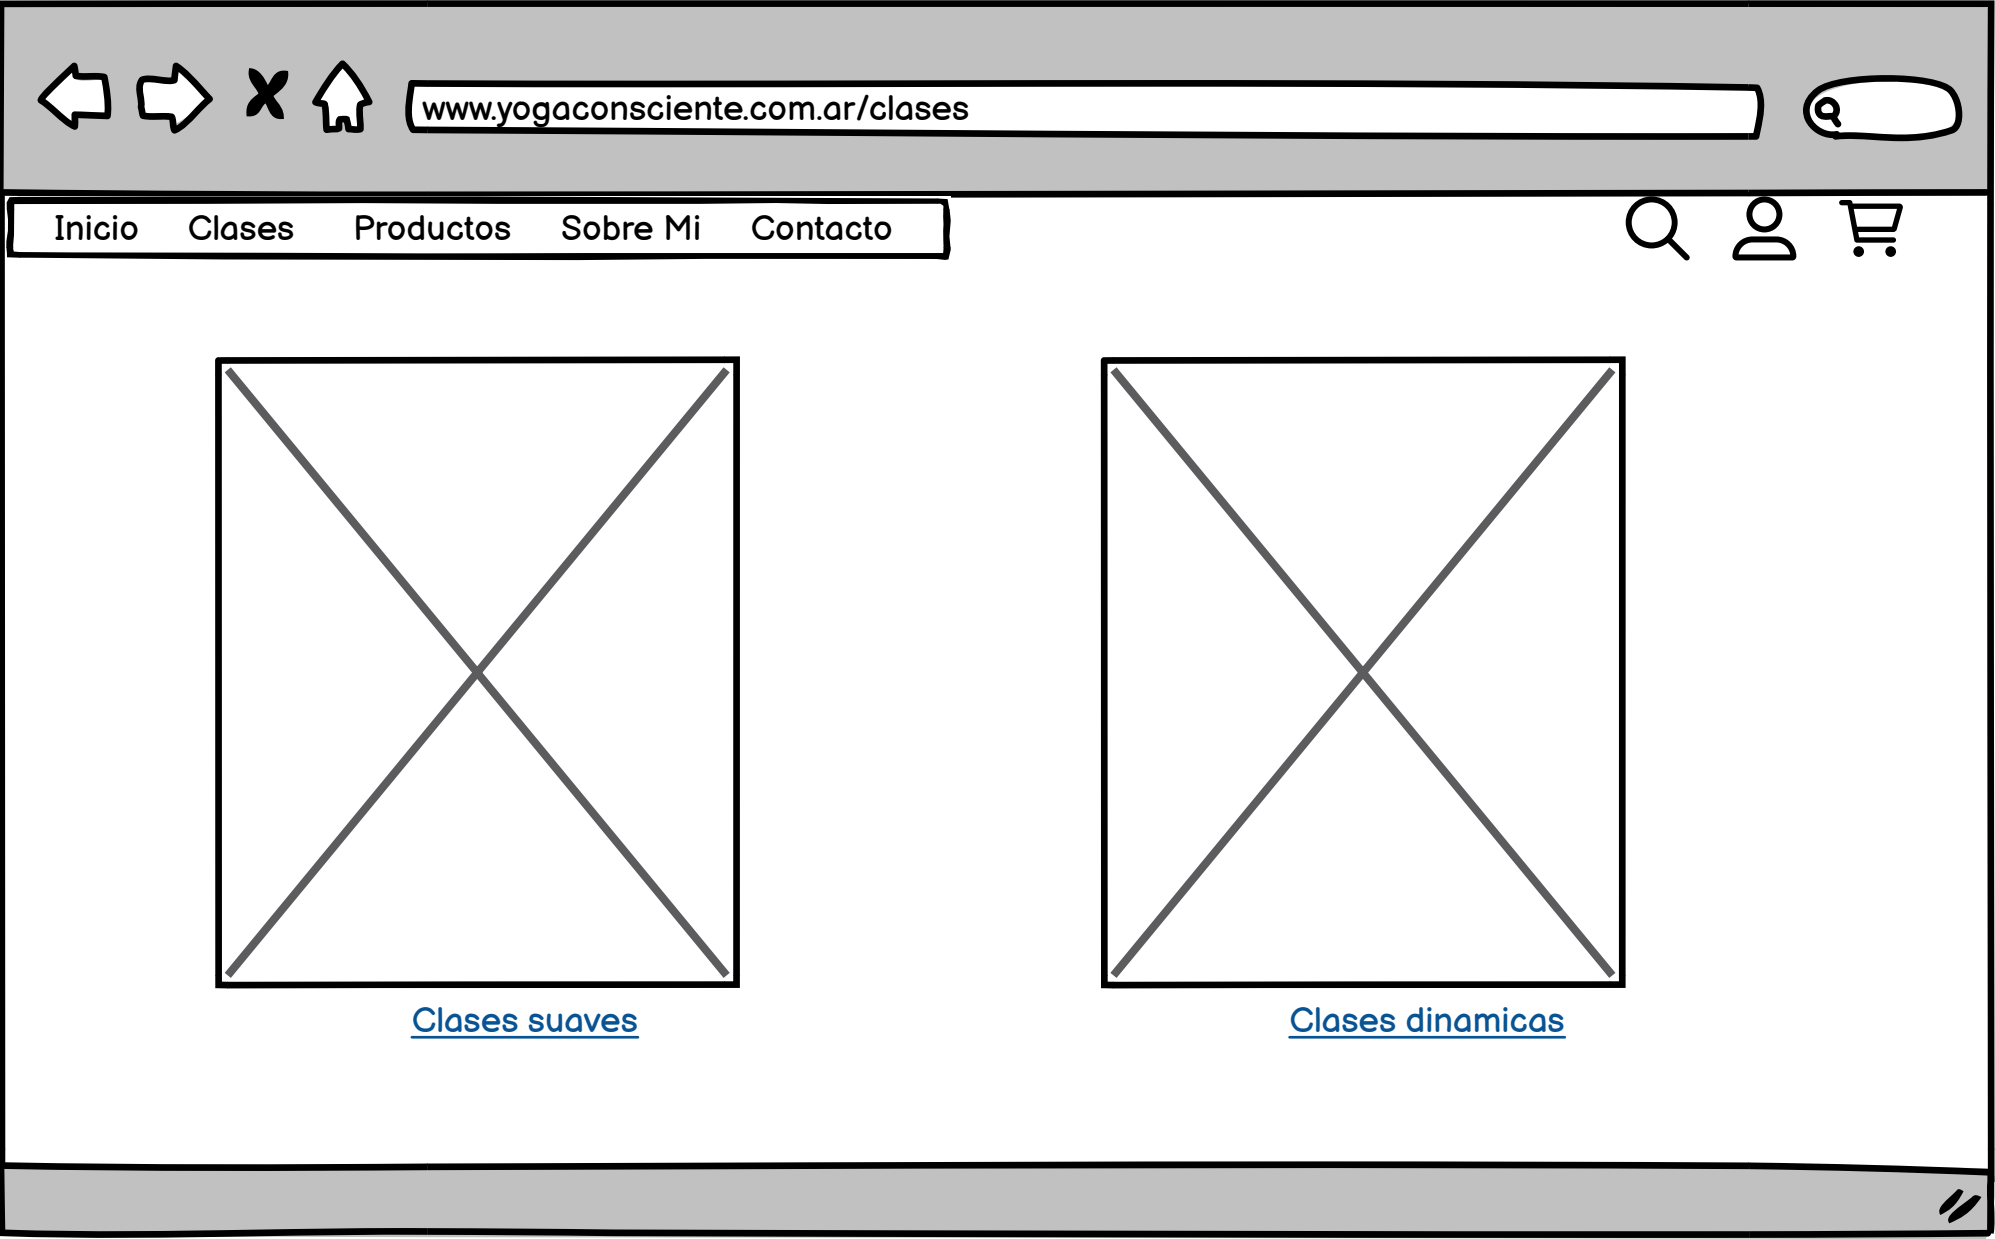 www.yogaconsciente.com.ar/clases
Inicio Clases Productos Sobre Mi Contacto
Clases suaves
Clases dinamicas